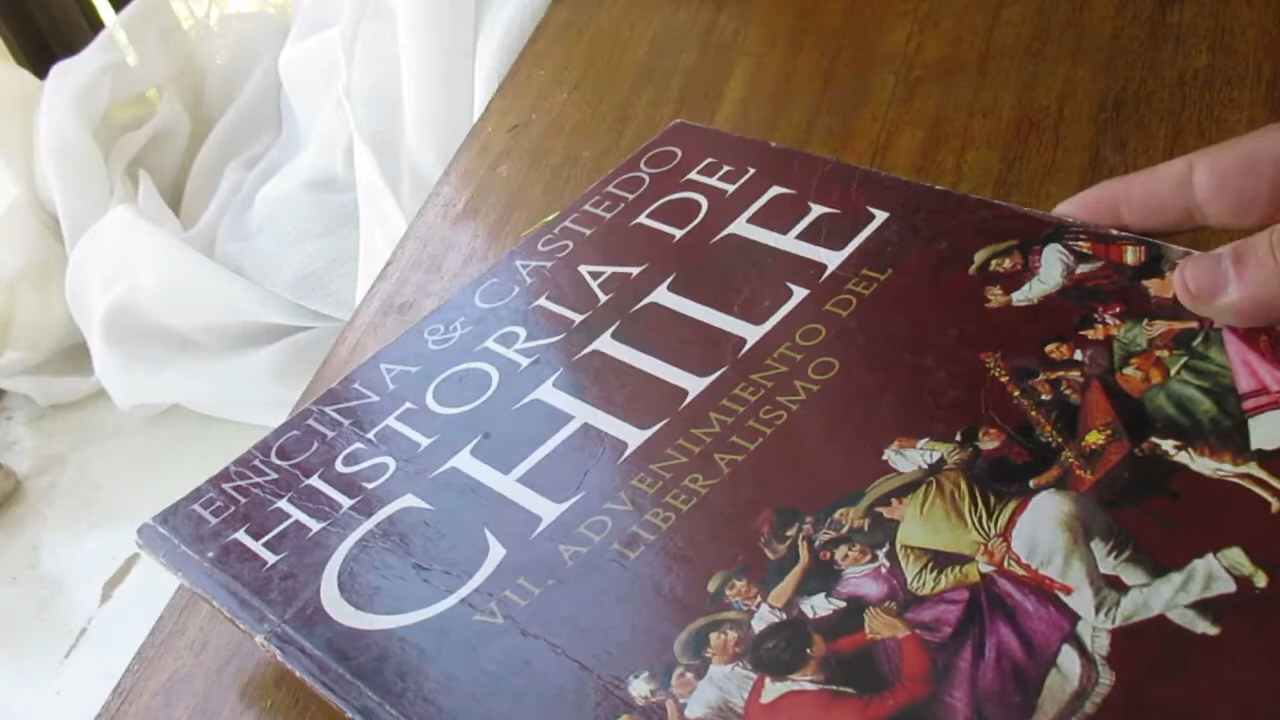 ENCINA & CASTEDO
HISTORIA DE
CHILE
VII. ADVENIMIENTO DEL
LIBERALISMO